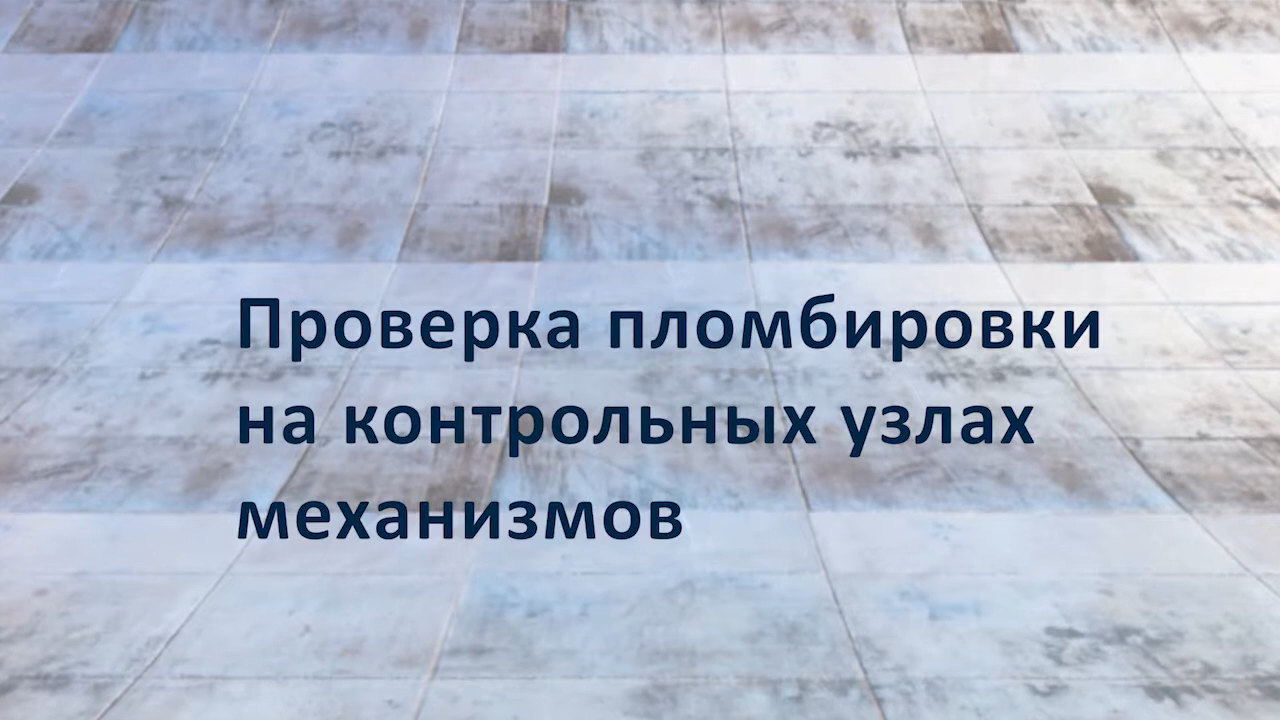 Проверка пломбировки
на контрольных узлах
механизмов